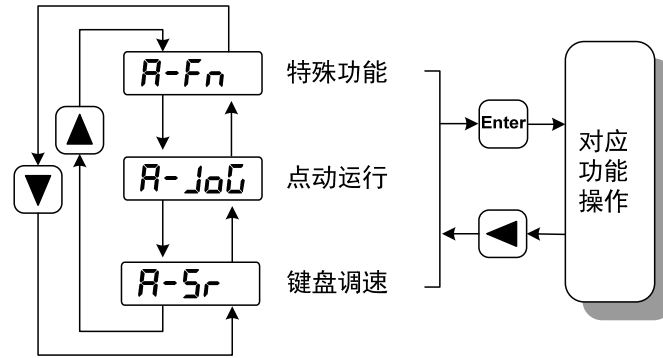 A-Fn 特殊功能
Enter
对应
功能
操作
A-JoG 点动运行
A-Sr 键盘调速